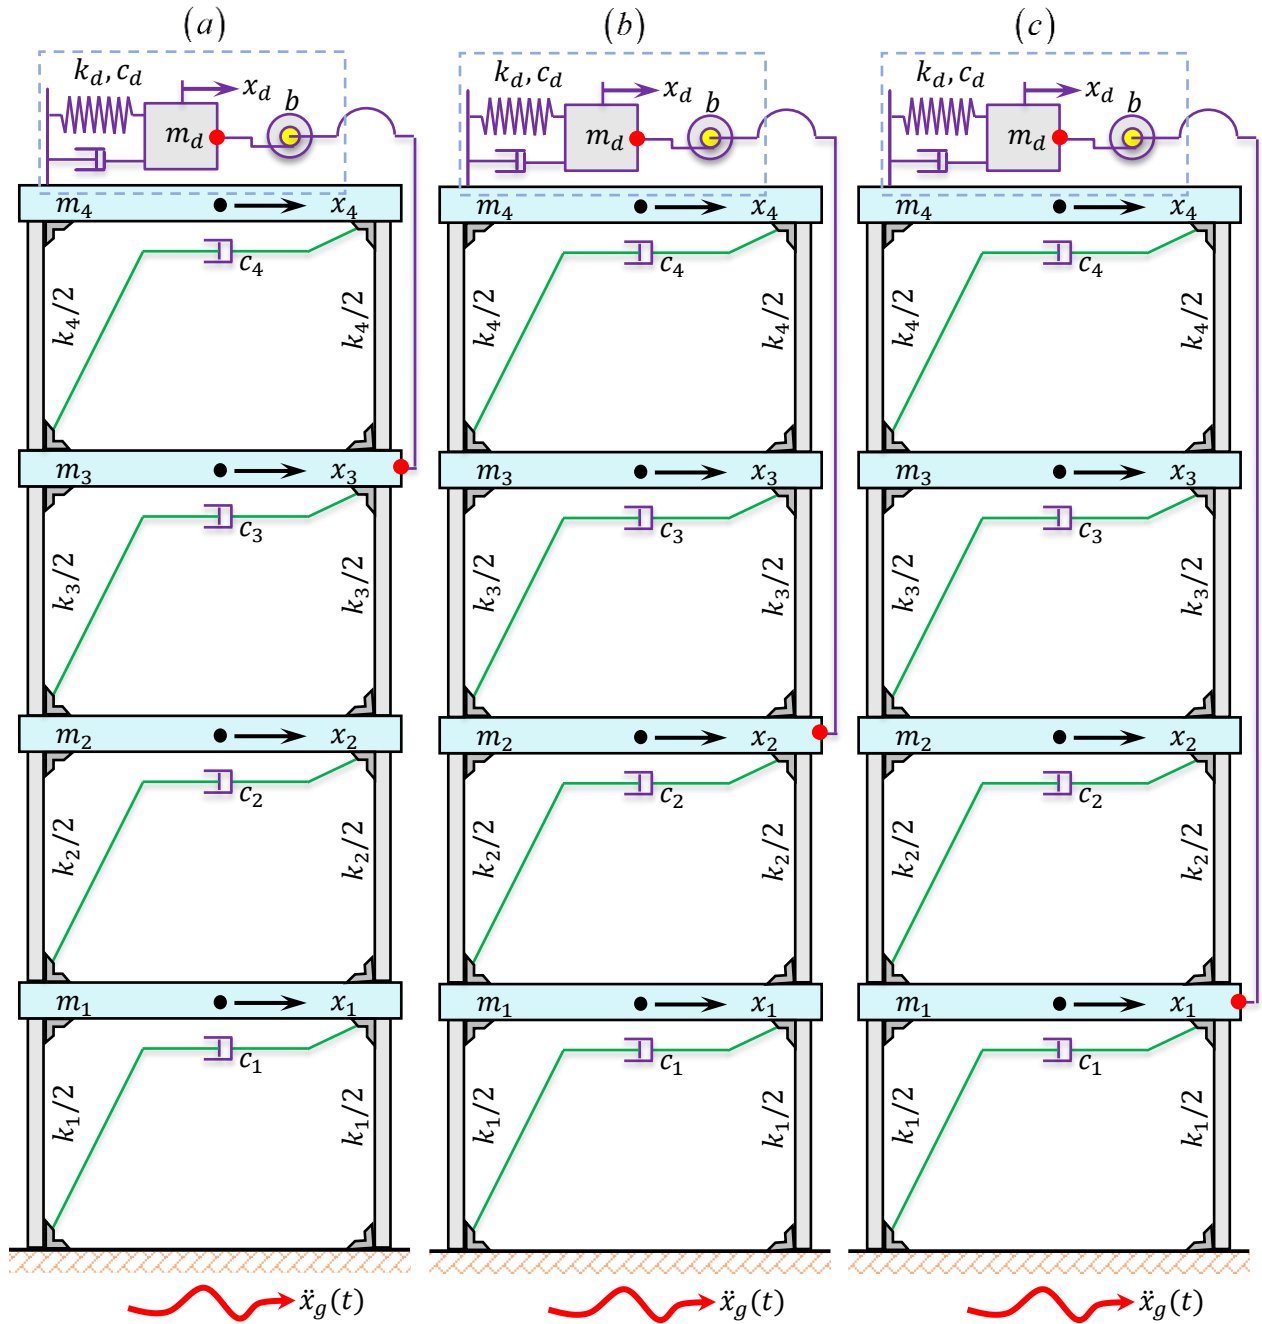 (a)
(b)
(c)
k_d, c_d
x_d
b
m_d
k_d, c_d
x_d
b
m_d
k_d, c_d
x_d
b
m_d
m_4 x_4
m_4 x_4
m_4 x_4
k_4/2
c_4
k_4/2
k_4/2
c_4
k_4/2
k_4/2
c_4
k_4/2
m_3 x_3
m_3 x_3
m_3 x_3
k_3/2
c_3
k_3/2
k_3/2
c_3
k_3/2
k_3/2
c_3
k_3/2
m_2 x_2
m_2 x_2
m_2 x_2
k_2/2
c_2
k_2/2
k_2/2
c_2
k_2/2
k_2/2
c_2
k_2/2
m_1 x_1
m_1 x_1
m_1 x_1
k_1/2
c_1
k_1/2
k_1/2
c_1
k_1/2
k_1/2
c_1
k_1/2
ẍ_g(t)
ẍ_g(t)
ẍ_g(t)